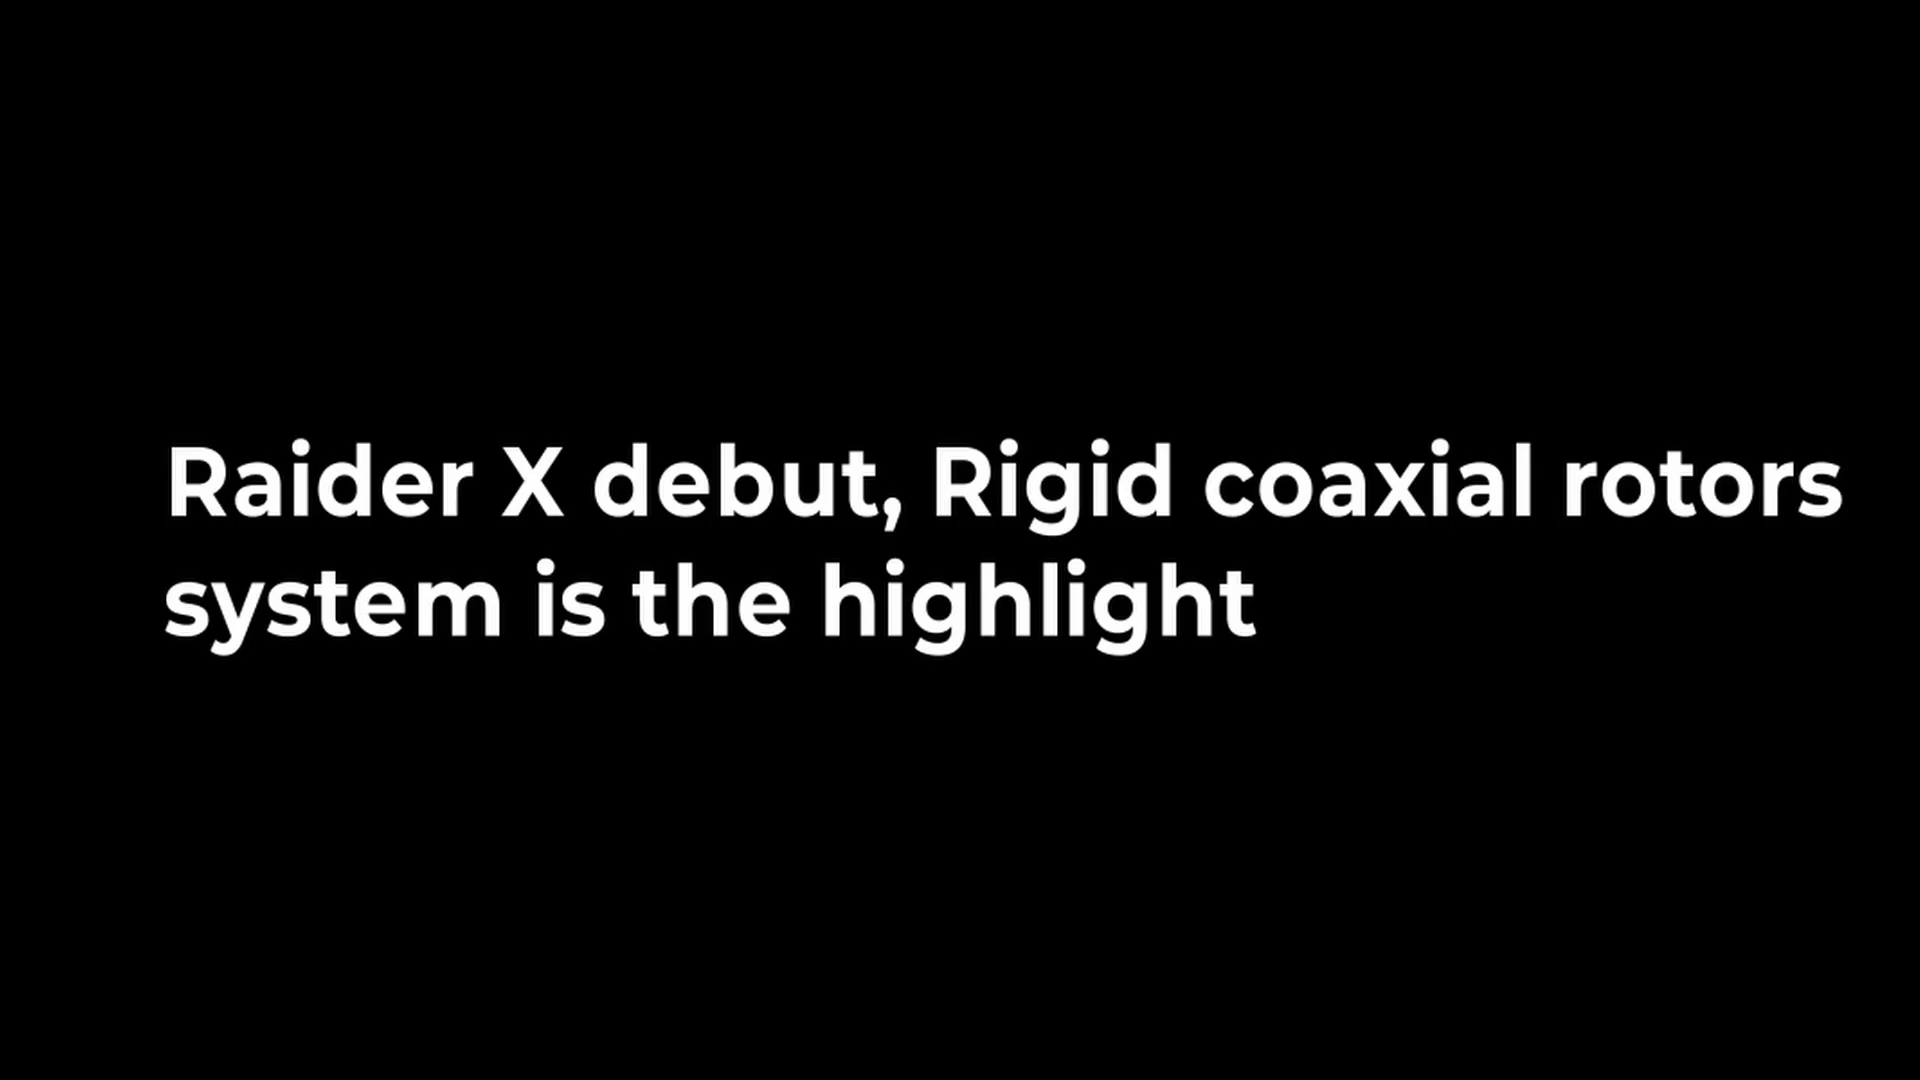 Raider X debut, Rigid coaxial rotors
system is the highlight